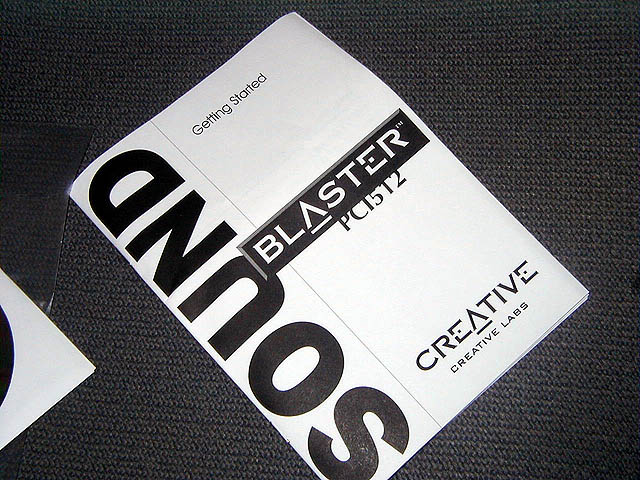 Getting Started
SOUND
BLASTER™
PCI512
CREATIVE
CREATIVE LABS